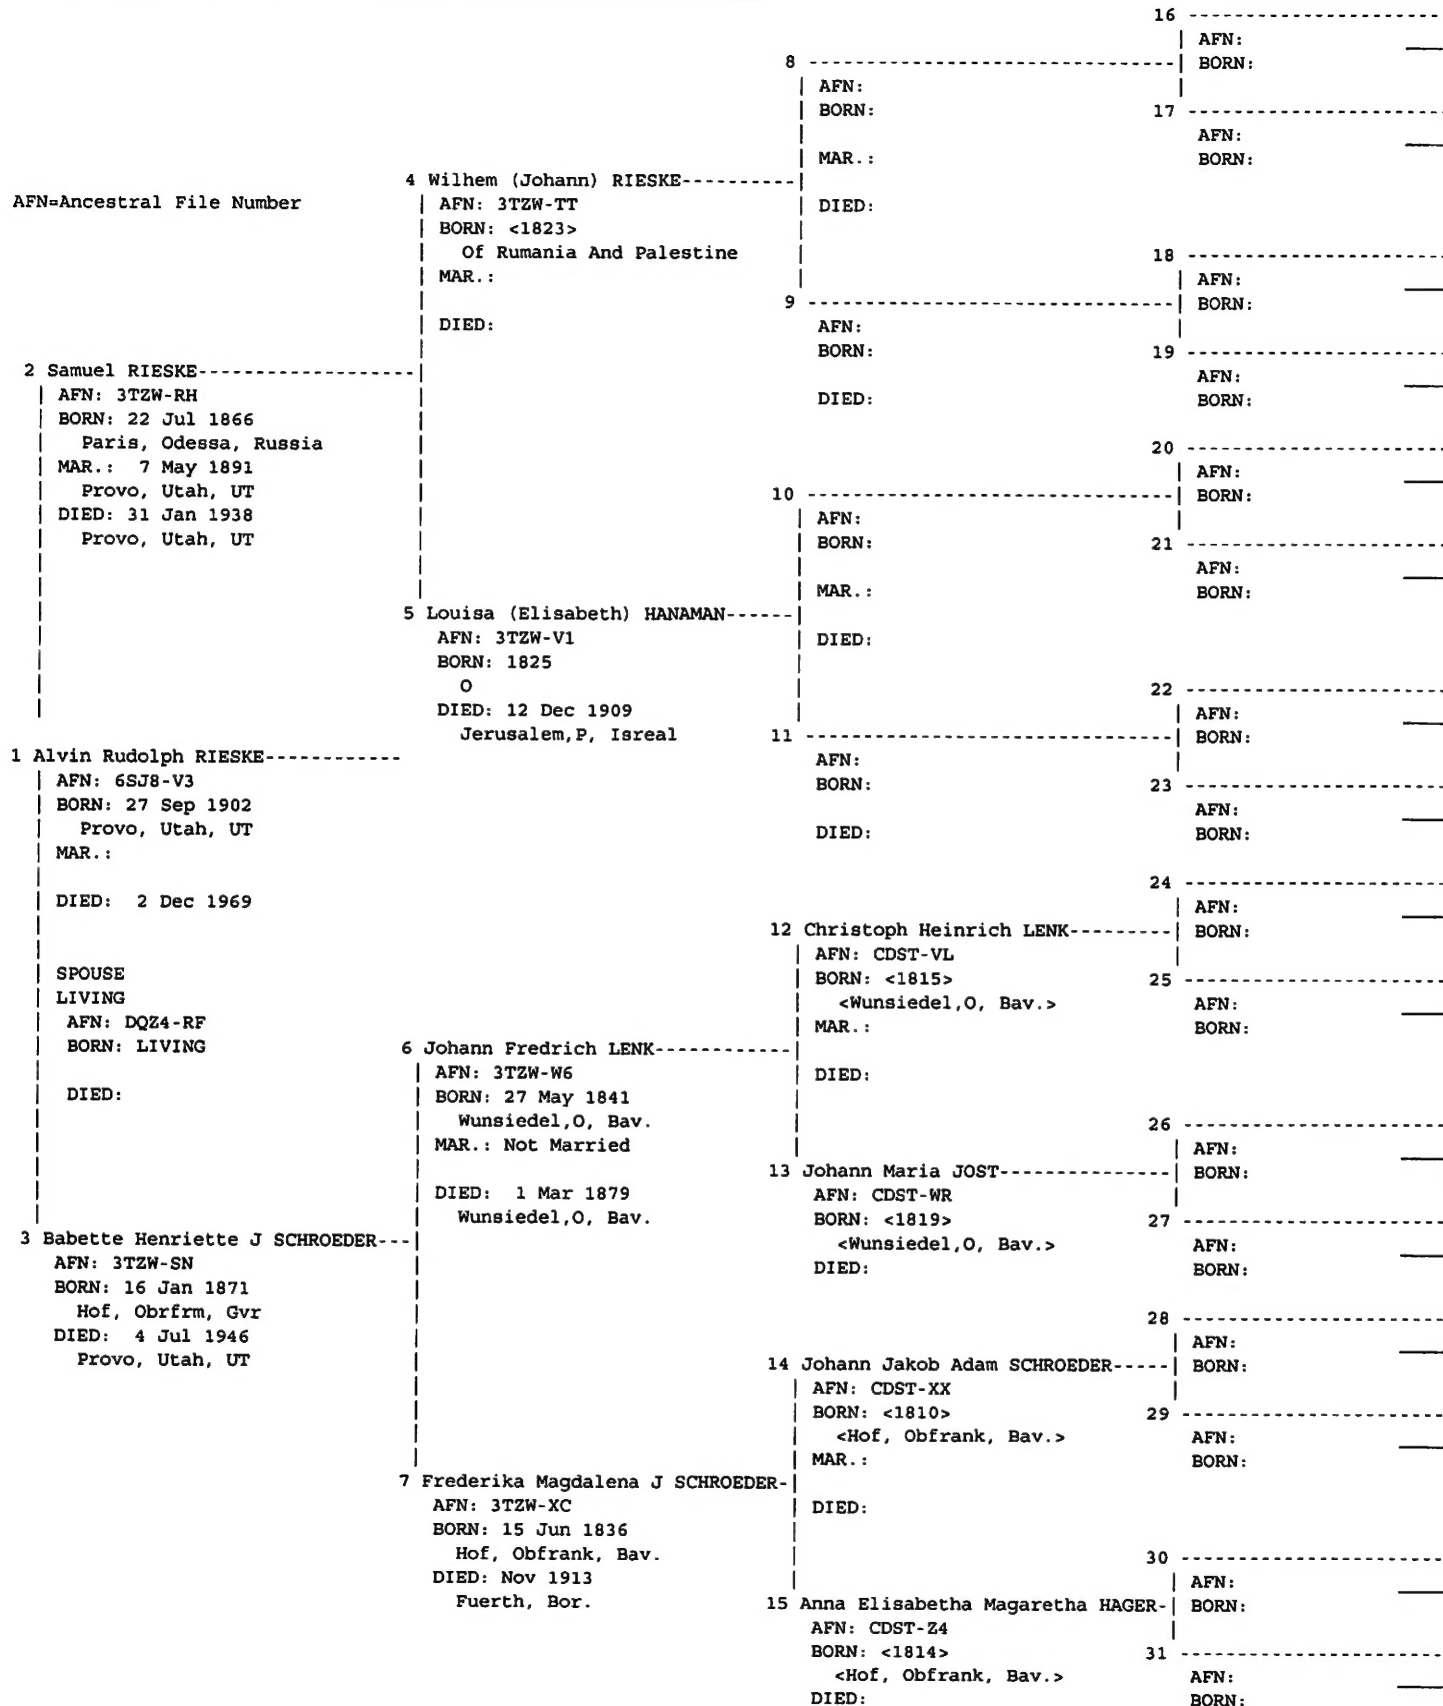 AFN=Ancestral File Number
2 Samuel RIESKE
AFN: 3TZW-RH
BORN: 22 Jul 1866
Paris, Odessa, Russia
MAR.: 7 May 1891
Provo, Utah, UT
DIED: 31 Jan 1938
Provo, Utah, UT
1 Alvin Rudolph RIESKE
AFN: 6SJ8-V3
BORN: 27 Sep 1902
Provo, Utah, UT
MAR.:
DIED: 2 Dec 1969
SPOUSE
LIVING
AFN: DQZ4-RF
BORN: LIVING
DIED:
3 Babette Henriette J SCHROEDER
AFN: 3TZW-SN
BORN: 16 Jan 1871
Hof, Obrfrm, Gvr
DIED: 4 Jul 1946
Provo, Utah, UT
4 Wilhem (Johann) RIESKE
AFN: 3TZW-TT
BORN: <1823>
Of Rumania And Palestine
MAR.:
DIED:
5 Louisa (Elisabeth) HANAMAN
AFN: 3TZW-V1
BORN: 1825
O
DIED: 12 Dec 1909
Jerusalem,P, Isreal
6 Johann Fredrich LENK
AFN: 3TZW-W6
BORN: 27 May 1841
Wunsiedel,O, Bav.
MAR.: Not Married
DIED: 1 Mar 1879
Wunsiedel,O, Bav.
7 Frederika Magdalena J SCHROEDER
AFN: 3TZW-XC
BORN: 15 Jun 1836
Hof, Obfrank, Bav.
DIED: Nov 1913
Fuerth, Bor.
8
AFN:
BORN:
MAR.:
DIED:
9
AFN:
BORN:
DIED:
10
AFN:
BORN:
MAR.:
DIED:
11
AFN:
BORN:
DIED:
12 Christoph Heinrich LENK
AFN: CDST-VL
BORN: <1815>
<Wunsiedel,O, Bav.>
MAR.:
DIED:
13 Johann Maria JOST
AFN: CDST-WR
BORN: <1819>
<Wunsiedel,O, Bav.>
DIED:
14 Johann Jakob Adam SCHROEDER
AFN: CDST-XX
BORN: <1810>
<Hof, Obfrank, Bav.>
MAR.:
DIED:
15 Anna Elisabetha Magaretha HAGER
AFN: CDST-Z4
BORN: <1814>
<Hof, Obfrank, Bav.>
DIED:
16
AFN:
BORN:
17
AFN:
BORN:
18
AFN:
BORN:
19
AFN:
BORN:
20
AFN:
BORN:
21
AFN:
BORN:
22
AFN:
BORN:
23
AFN:
BORN:
24
AFN:
BORN:
25
AFN:
BORN:
26
AFN:
BORN:
27
AFN:
BORN:
28
AFN:
BORN:
29
AFN:
BORN:
30
AFN:
BORN:
31
AFN:
BORN: